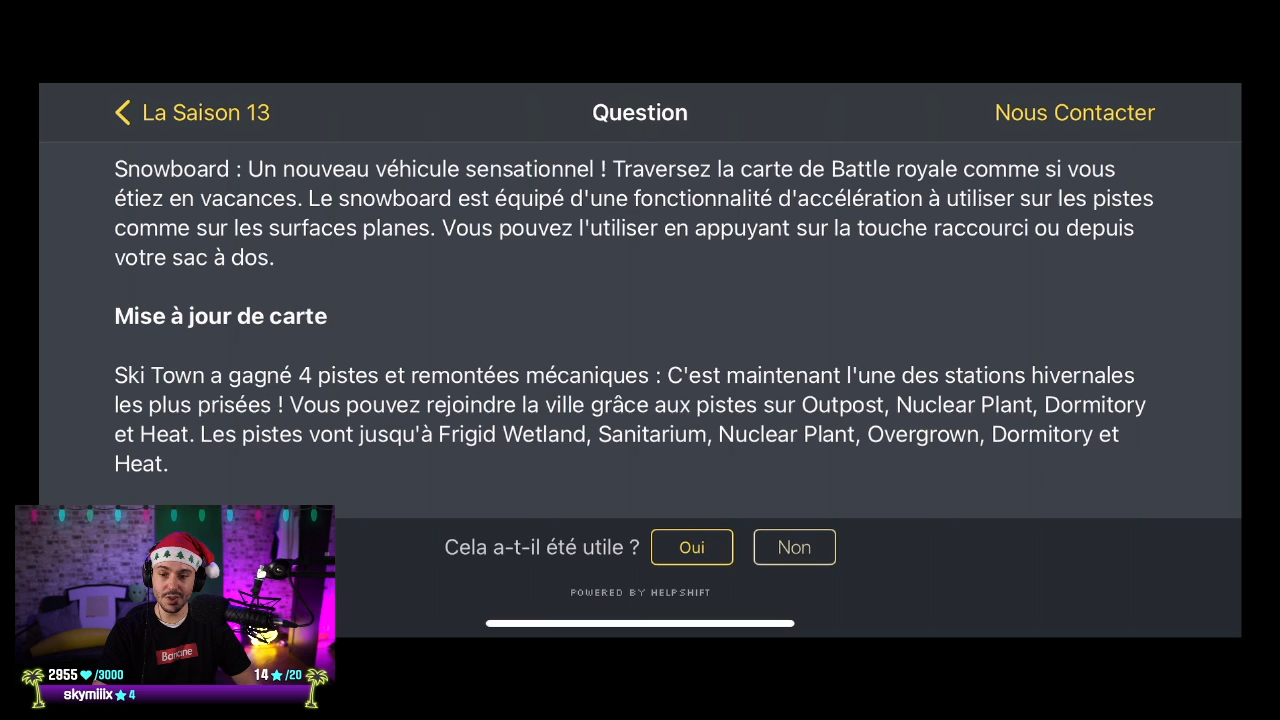 La Saison 13
Question
Nous Contacter
Snowboard : Un nouveau véhicule sensationnel ! Traversez la carte de Battle royale comme si vous
étiez en vacances. Le snowboard est équipé d'une fonctionnalité d'accélération à utiliser sur les pistes
comme sur les surfaces planes. Vous pouvez l'utiliser en appuyant sur la touche raccourci ou depuis
votre sac à dos.
Mise à jour de carte
Ski Town a gagné 4 pistes et remontées mécaniques : C'est maintenant l'une des stations hivernales
les plus prisées ! Vous pouvez rejoindre la ville grâce aux pistes sur Outpost, Nuclear Plant, Dormitory
et Heat. Les pistes vont jusqu'à Frigid Wetland, Sanitarium, Nuclear Plant, Overgrown, Dormitory et
Heat.
Cela a-t-il été utile ?
Oui
Non
POWERED BY HELPSHIFT
Banane
2955 /3000
14 /20
skymiiix 4